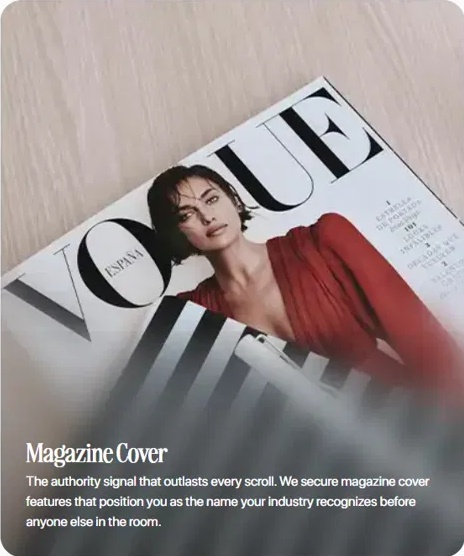 VOGUE
ESPAÑA
Magazine Cover
The authority signal that outlasts every scroll. We secure magazine cover
features that position you as the name your industry recognizes before
anyone else in the room.